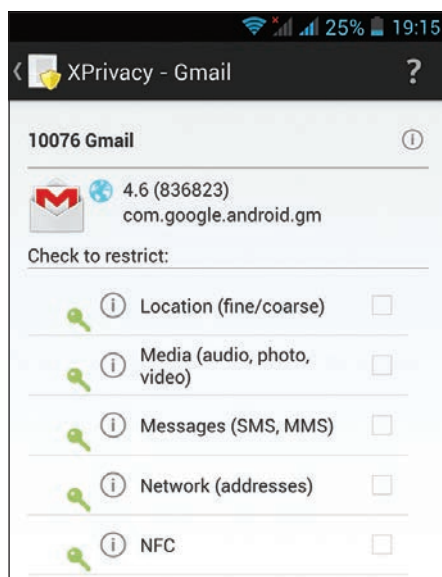 25% 19:15
XPrivacy - Gmail ?
10076 Gmail
4.6 (836823)
com.google.android.gm
Check to restrict:
Location (fine/coarse)
Media (audio, photo,
video)
Messages (SMS, MMS)
Network (addresses)
NFC